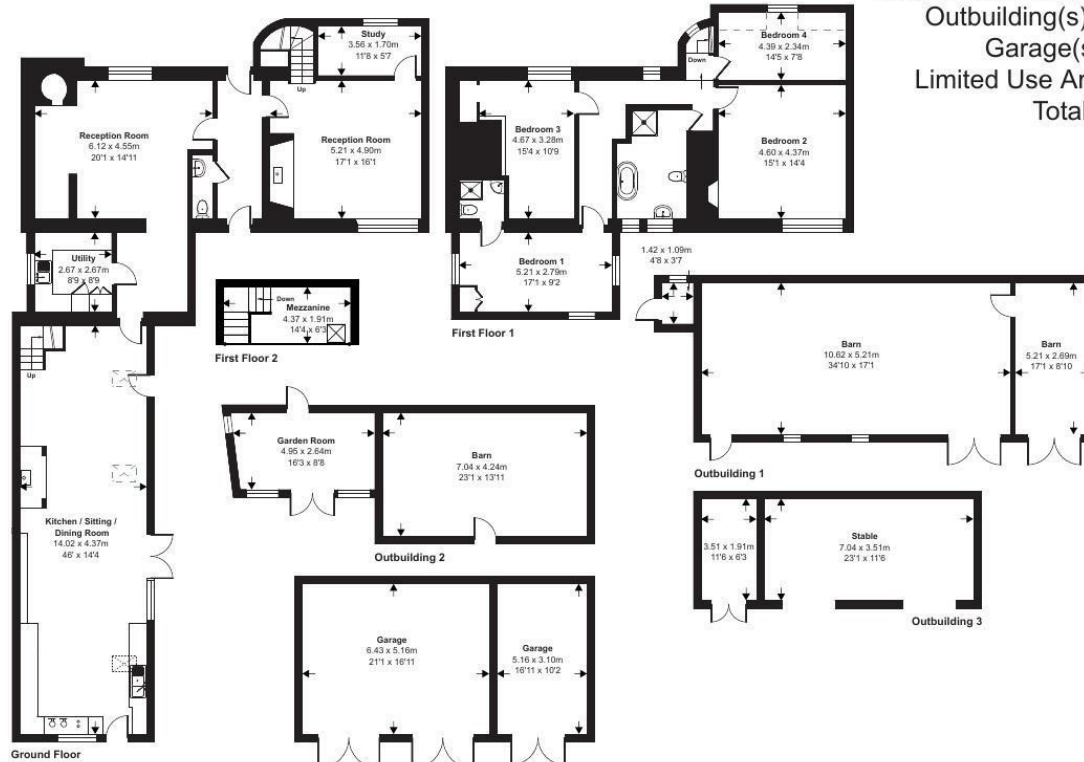 Outbuilding(s)
Garage(s
Limited Use Ar
Total
Study
3.56 x 1.70m
11'8 x 5'7
Up
Reception Room
6.12 x 4.55m
20'1 x 14'11
Reception Room
5.21 x 4.90m
17'1 x 16'1
Utility
2.67 x 2.67m
8'9 x 8'9
Up
Kitchen / Sitting /
Dining Room
14.02 x 4.37m
46' x 14'4
Ground Floor
Down
Mezzanine
4.37 x 1.91m
14'4 x 6'3
First Floor 2
Bedroom 4
4.39 x 2.34m
14'5 x 7'8
Down
Bedroom 3
4.67 x 3.28m
15'4 x 10'9
Bedroom 2
4.60 x 4.37m
15'1 x 14'4
Bedroom 1
5.21 x 2.79m
17'1 x 9'2
First Floor 1
1.42 x 1.09m
4'8 x 3'7
Barn
10.62 x 5.21m
34'10 x 17'1
Barn
5.21 x 2.69m
17'1 x 8'10
Outbuilding 1
Garden Room
4.95 x 2.64m
16'3 x 8'8
Barn
7.04 x 4.24m
23'1 x 13'11
Outbuilding 2
3.51 x 1.91m
11'6 x 6'3
Stable
7.04 x 3.51m
23'1 x 11'6
Outbuilding 3
Garage
6.43 x 5.16m
21'1 x 16'11
Garage
5.16 x 3.10m
16'11 x 10'2